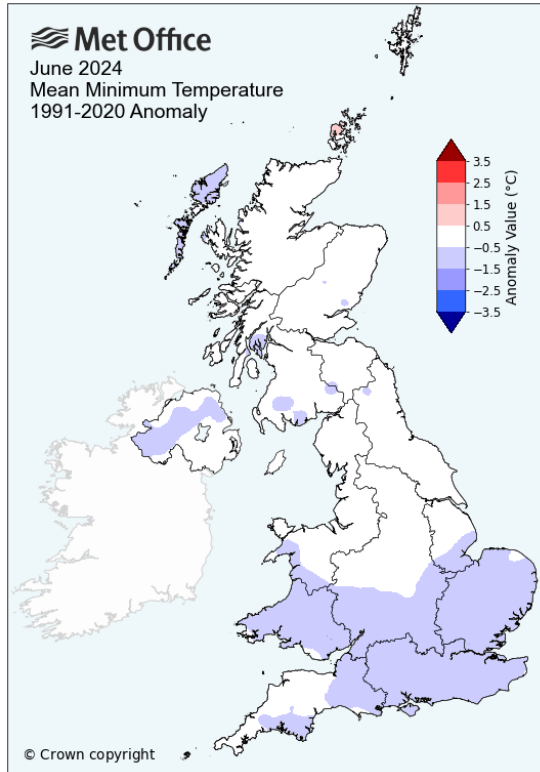 Met Office
June 2024
Mean Minimum Temperature
1991-2020 Anomaly
3.5
2.5
1.5
0.5
−0.5
−1.5
−2.5
−3.5
Anomaly Value (°C)
© Crown copyright